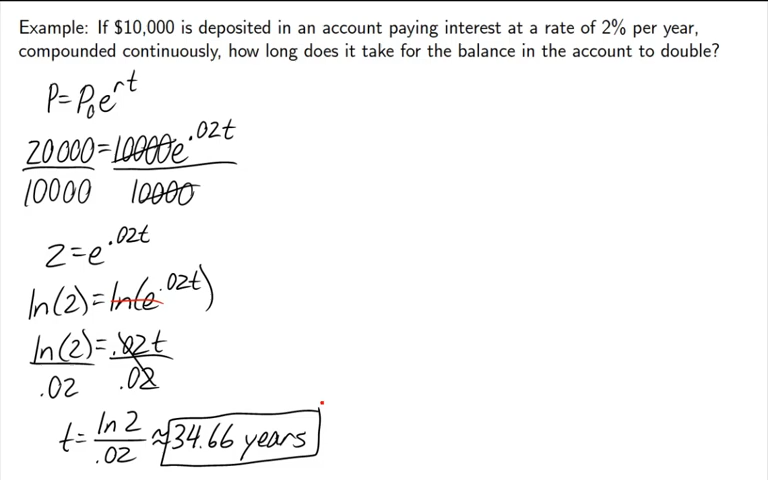 Example: If $10,000 is deposited in an account paying interest at a rate of 2% per year,
compounded continuously, how long does it take for the balance in the account to double?
P=P₀e^rt
20000=10000e^.02t
10000 10000
2=e^.02t
ln(2)=ln(e^.02t)
ln(2)=.02t
.02 .02
t=ln 2/.02 ≈ 34.66 years